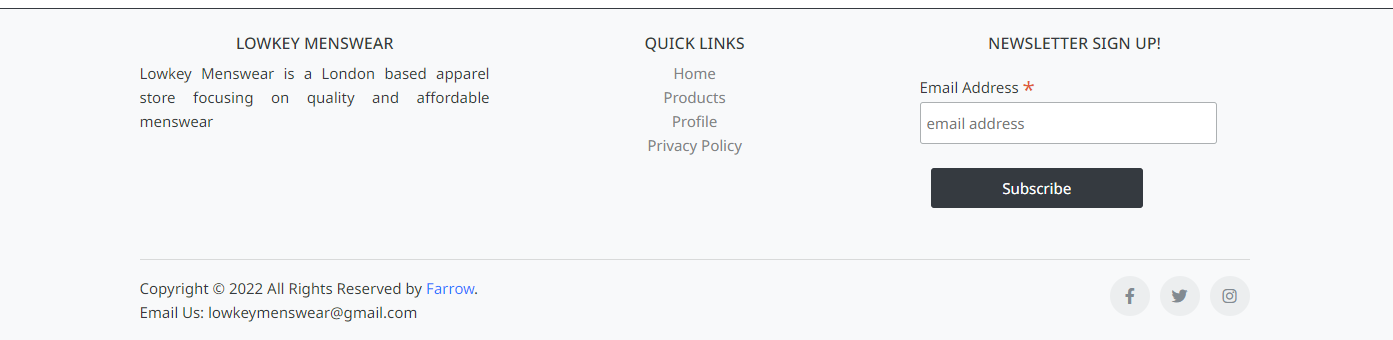 LOWKEY MENSWEAR
Lowkey Menswear is a London based apparel
store focusing on quality and affordable
menswear
QUICK LINKS
Home
Products
Profile
Privacy Policy
NEWSLETTER SIGN UP!
Email Address *
email address
Subscribe
Copyright © 2022 All Rights Reserved by Farrow.
Email Us: lowkeymenswear@gmail.com